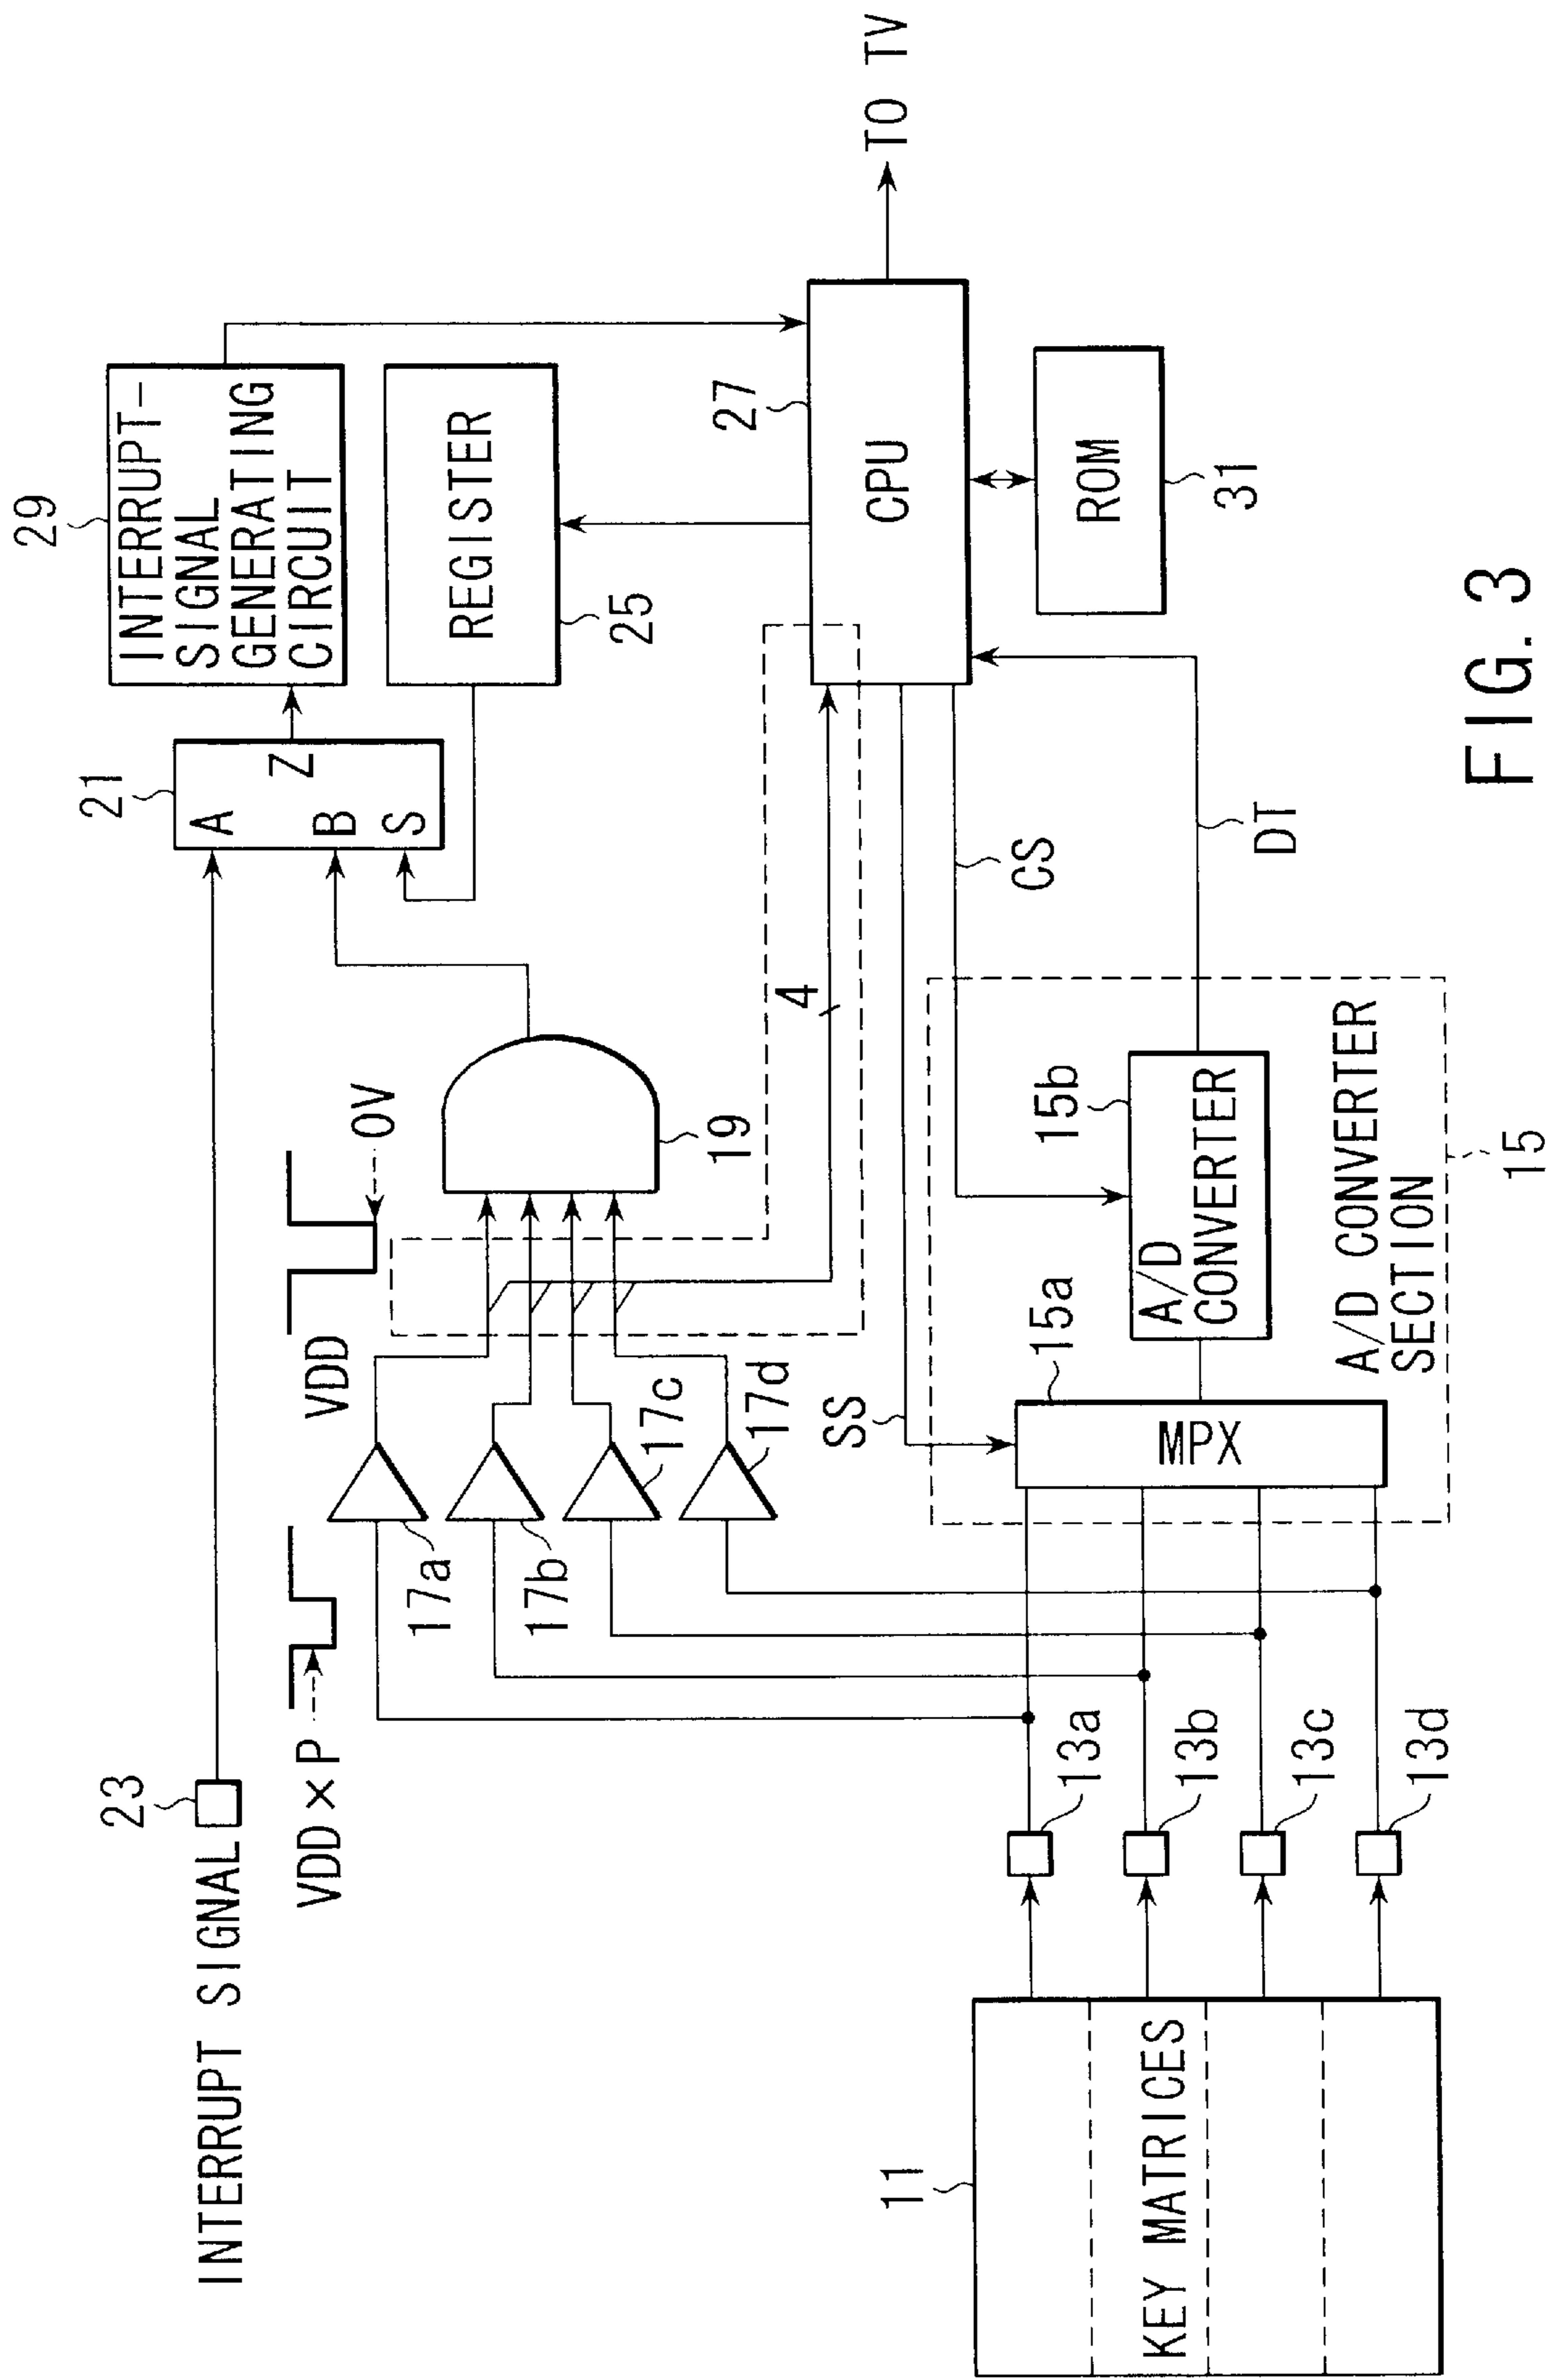 29
INTERRUPT-
SIGNAL
GENERATING
CIRCUIT
21
A
B
S
Z
23
INTERRUPT SIGNAL
REGISTER
25
VDD × P
VDD
0V
17a
17b
17c
17d
19
4
27
CPU
TO TV
ROM
31
SS
CS
DT
11
KEY MATRICES
13a
13b
13c
13d
15a
MPX
15b
A/D
CONVERTER
A/D CONVERTER
SECTION
15
FIG. 3